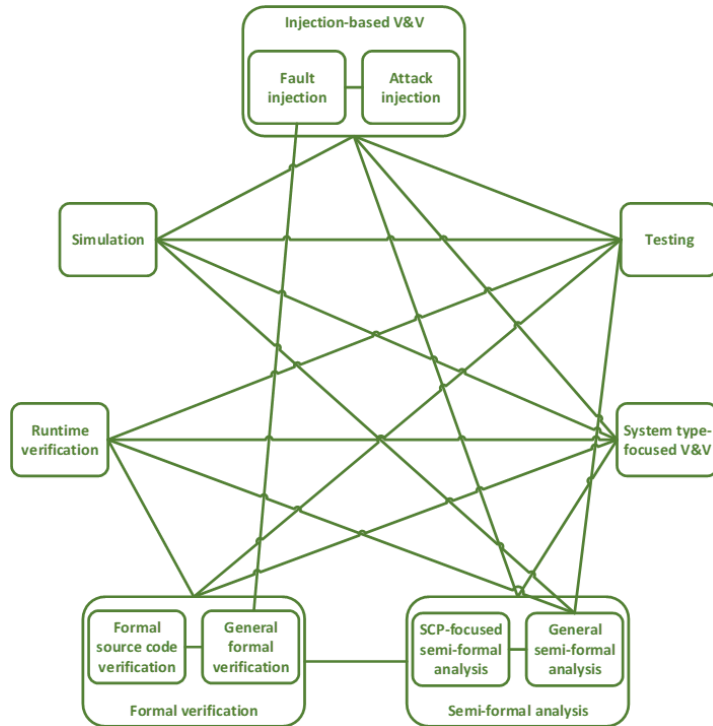 Injection-based V&V
Fault
injection
Attack
injection
Simulation
Testing
Runtime
verification
System type-
focused V&V
Formal
source code
verification
General
formal
verification
Formal verification
SCP-focused
semi-formal
analysis
General
semi-formal
analysis
Semi-formal analysis